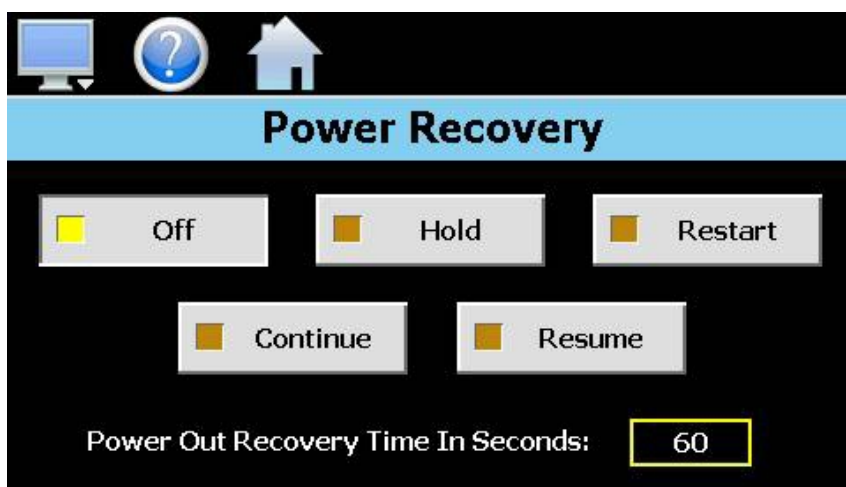 ?
Power Recovery
Off Hold Restart
Continue Resume
Power Out Recovery Time In Seconds: 60